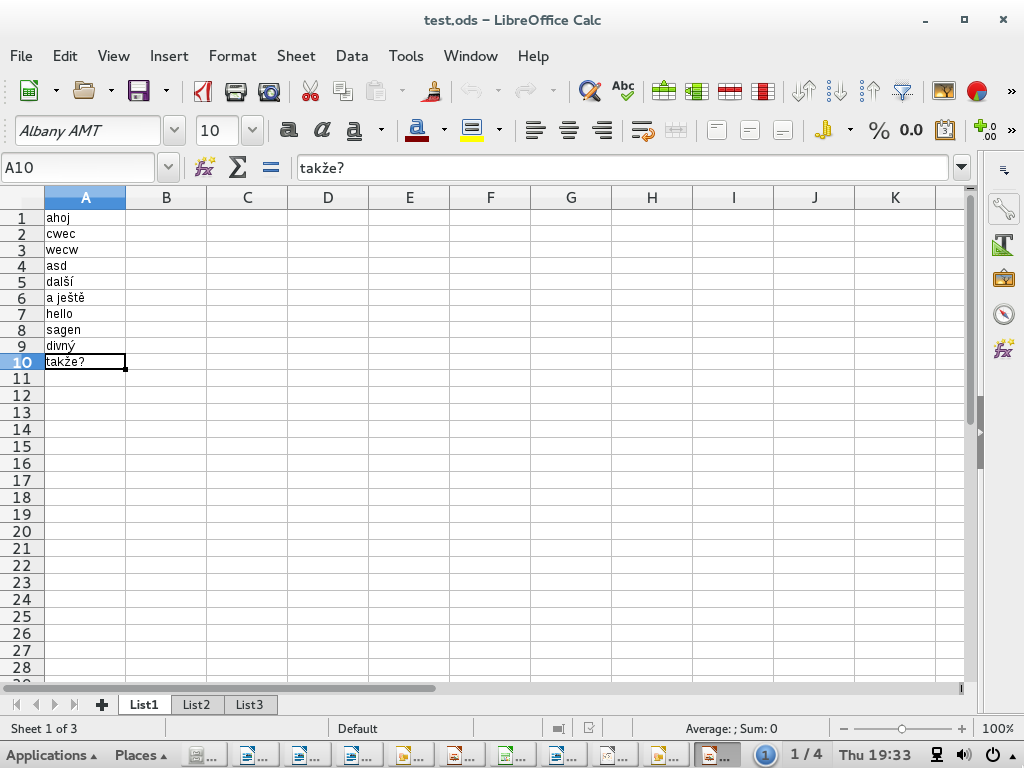 test.ods – LibreOffice Calc
File Edit View Insert Format Sheet Data Tools Window Help
Abc
Albany AMT 10 a a a a % 0.0
A10 takže?
A B C D E F G H I J K
1 ahoj
2 cwec
3 wecw
4 asd
5 další
6 a ještě
7 hello
8 sagen
9 divný
10 takže?
11
12
13
14
15
16
17
18
19
20
21
22
23
24
25
26
27
28
List1 List2 List3
Sheet 1 of 3 Default Average: ; Sum: 0 100%
Applications Places ... ... ... ... ... ... ... ... ... ... ... 1 1 / 4 Thu 19:33